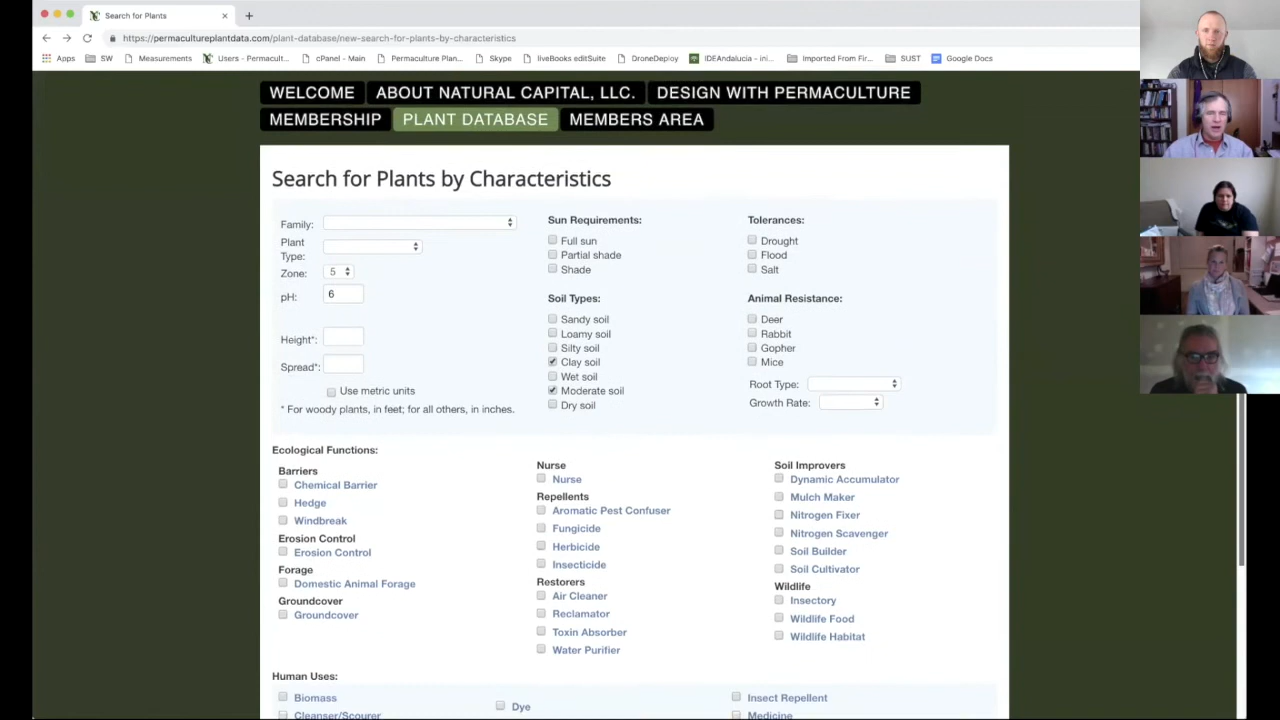 Search for Plants
https://permacultureplantdata.com/plant-database/new-search-for-plants-by-characteristics
Apps SW Measurements Users - Permacult... cPanel - Main Permaculture Plan... Skype liveBooks editSuite DroneDeploy IDEAndalucia - ini... Imported From Fir... SUST Google Docs
WELCOME ABOUT NATURAL CAPITAL, LLC. DESIGN WITH PERMACULTURE
MEMBERSHIP PLANT DATABASE MEMBERS AREA
Search for Plants by Characteristics
Family:
Plant
Type:
Zone: 5
pH: 6
Height*:
Spread*:
Use metric units
* For woody plants, in feet; for all others, in inches.
Sun Requirements:
Full sun
Partial shade
Shade
Soil Types:
Sandy soil
Loamy soil
Silty soil
Clay soil
Wet soil
Moderate soil
Dry soil
Tolerances:
Drought
Flood
Salt
Animal Resistance:
Deer
Rabbit
Gopher
Mice
Root Type:
Growth Rate:
Ecological Functions:
Barriers
Chemical Barrier
Hedge
Windbreak
Erosion Control
Erosion Control
Forage
Domestic Animal Forage
Groundcover
Groundcover
Nurse
Nurse
Repellents
Aromatic Pest Confuser
Fungicide
Herbicide
Insecticide
Restorers
Air Cleaner
Reclamator
Toxin Absorber
Water Purifier
Soil Improvers
Dynamic Accumulator
Mulch Maker
Nitrogen Fixer
Nitrogen Scavenger
Soil Builder
Soil Cultivator
Wildlife
Insectory
Wildlife Food
Wildlife Habitat
Human Uses:
Biomass
Cleanser/Scourer
Dye
Insect Repellent
Medicine